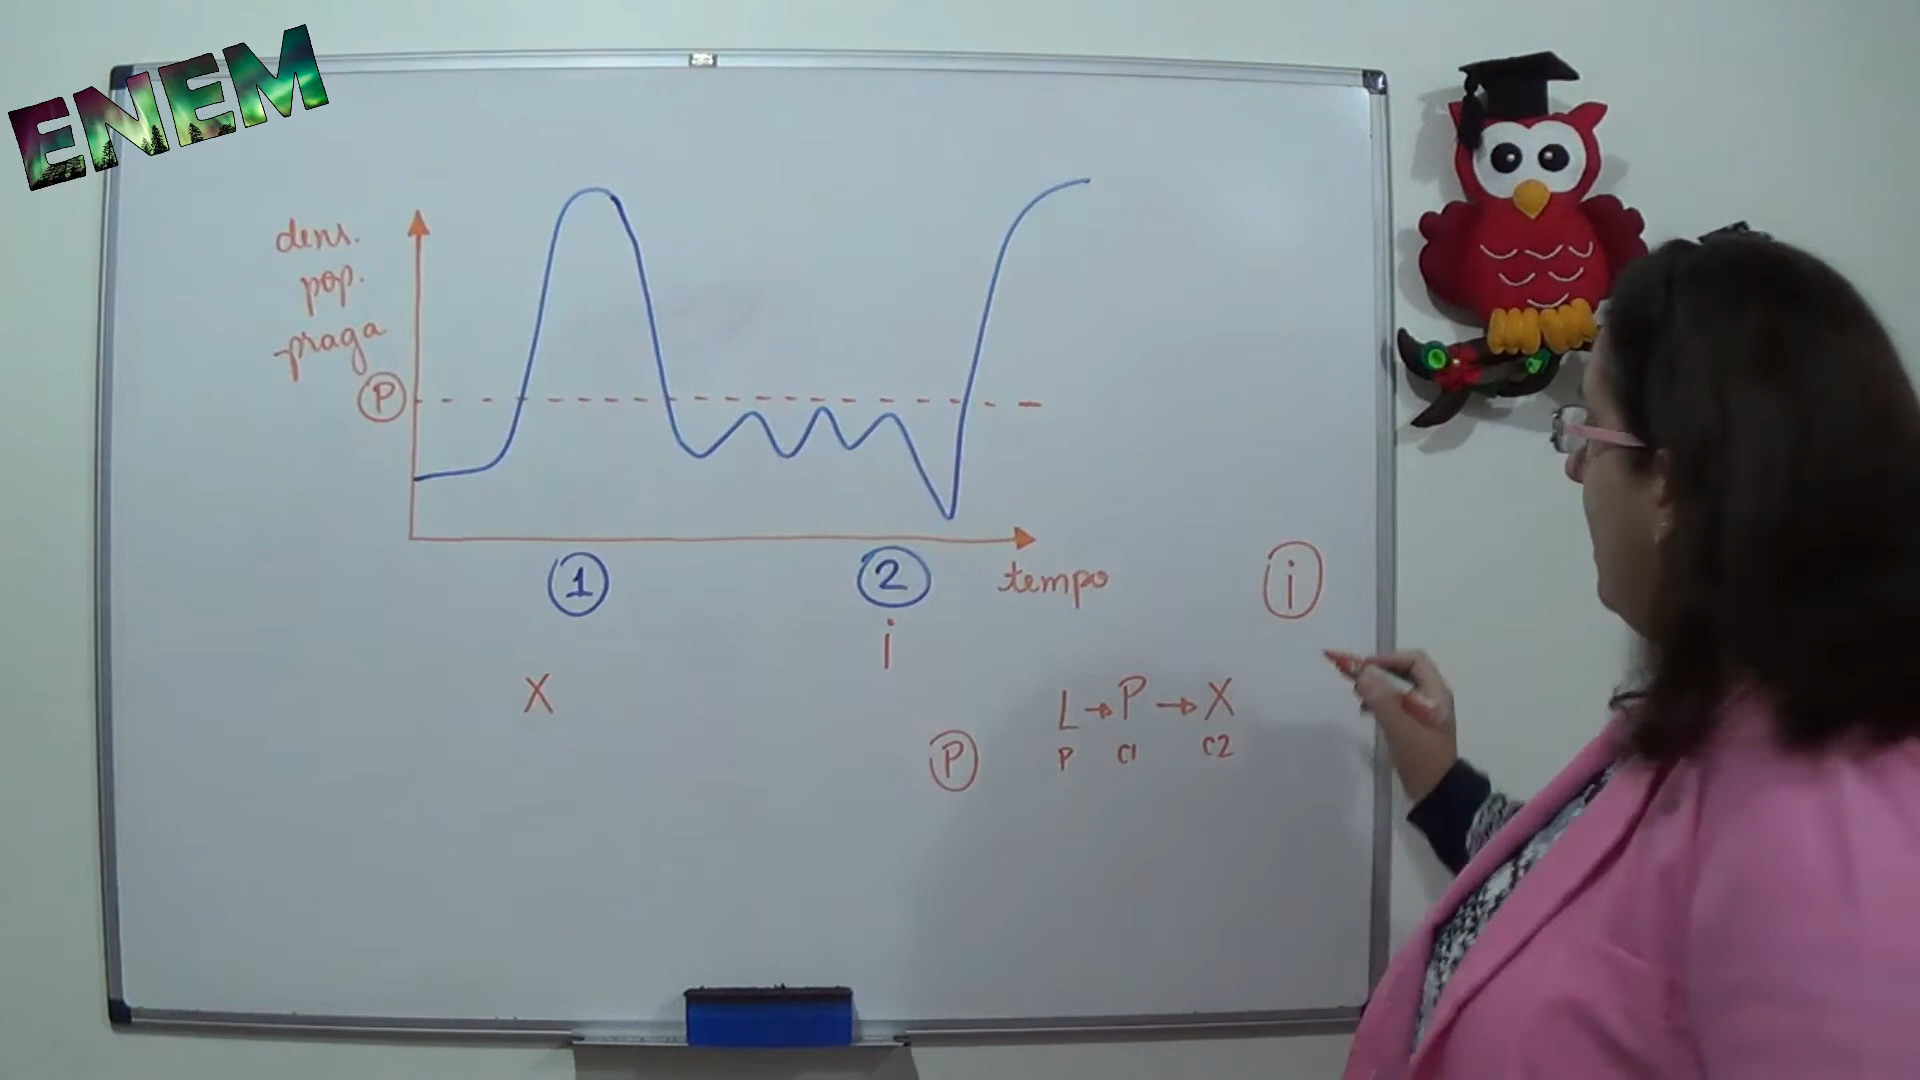 ENEM
dens.
pop.
praga
P
1
2
tempo
i
i
X
L → P → X
P C1 C2
P